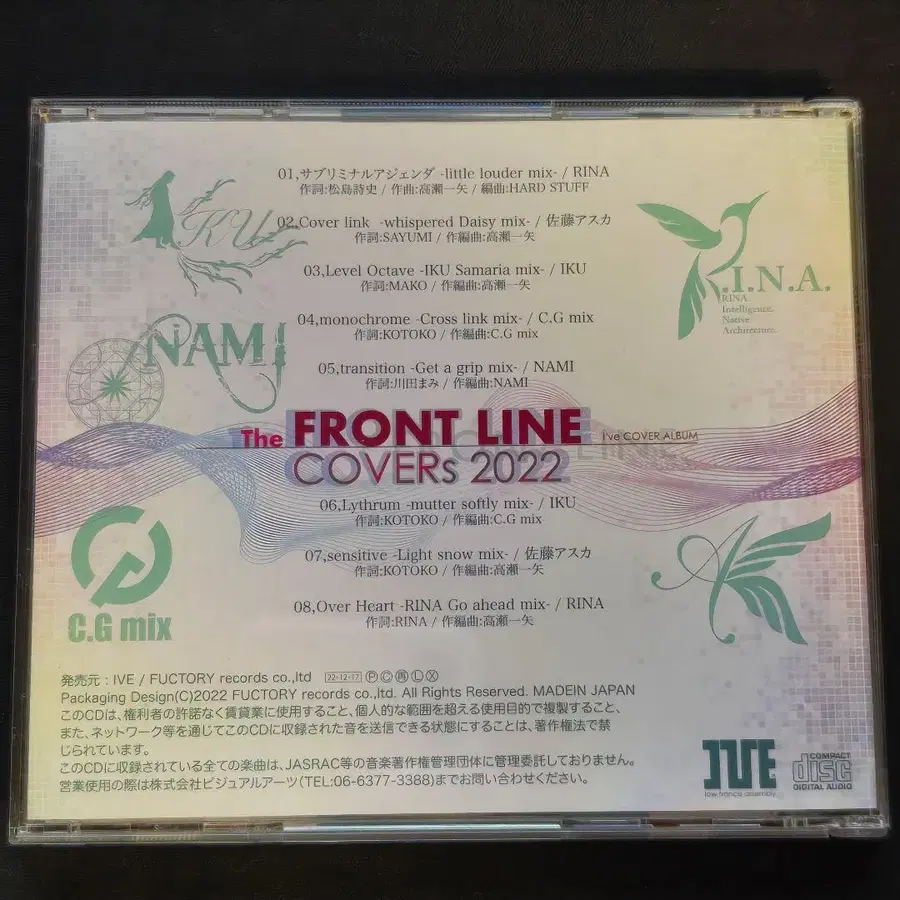 01,サブリミナルアジェンダ -little louder mix- / RINA
作詞:松島詩史 / 作曲:高瀬一矢 / 編曲:HARD STUFF
IKU
02,Cover link -whispered Daisy mix- / 佐藤アスカ
作詞:SAYUMI / 作編曲:高瀬一矢
R.I.N.A.
RINA
Intelligence.
Native
Architecture.
03,Level Octave -IKU Samaria mix- / IKU
作詞:MAKO / 作編曲:高瀬一矢
04,monochrome -Cross link mix- / C.G mix
作詞:KOTOKO / 作編曲:C.G mix
NAMI
05,transition -Get a grip mix- / NAMI
作詞:川田まみ / 作編曲:NAMI
The FRONT LINE I've COVER ALBUM
COVERs 2022
06,Lythrum -mutter softly mix- / IKU
作詞:KOTOKO / 作編曲:C.G mix
07,sensitive -Light snow mix- / 佐藤アスカ
作詞:KOTOKO / 作編曲:高瀬一矢
08,Over Heart -RINA Go ahead mix- / RINA
作詞:RINA / 作編曲:高瀬一矢
C.G mix
発売元 : IVE / FUCTORY records co.,ltd 22-12-17 Ⓟ Ⓒ ㊢ Ⓛ Ⓧ
Packaging Design(C)2022 FUCTORY records co.,ltd. All Rights Reserved. MADEIN JAPAN
このCDは、権利者の許諾なく賃貸業に使用すること、個人的な範囲を超える使用目的で複製すること、
また、ネットワーク等を通じてこのCDに収録された音を送信できる状態にすることは、著作権法で禁
じられています。
このCDに収録されている全ての楽曲は、JASRAC等の音楽著作権管理団体に管理委託しておりません。
営業使用の際は株式会社ビジュアルアーツ(TEL:06-6377-3388)までお問い合わせください。
IVE
low trance assembly
COMPACT
disc
DIGITAL AUDIO